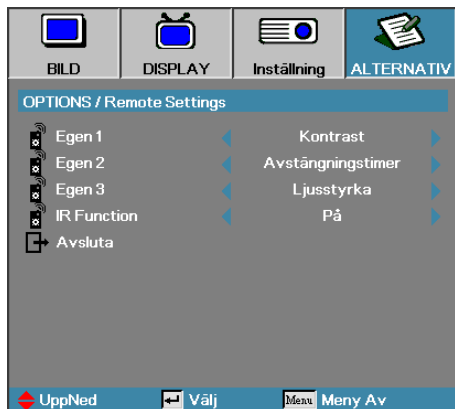 BILD DISPLAY Inställning ALTERNATIV
OPTIONS / Remote Settings
Egen 1 Kontrast
Egen 2 Avstängningstimer
Egen 3 Ljusstyrka
IR Function På
Avsluta
UppNed Välj Menu Meny Av